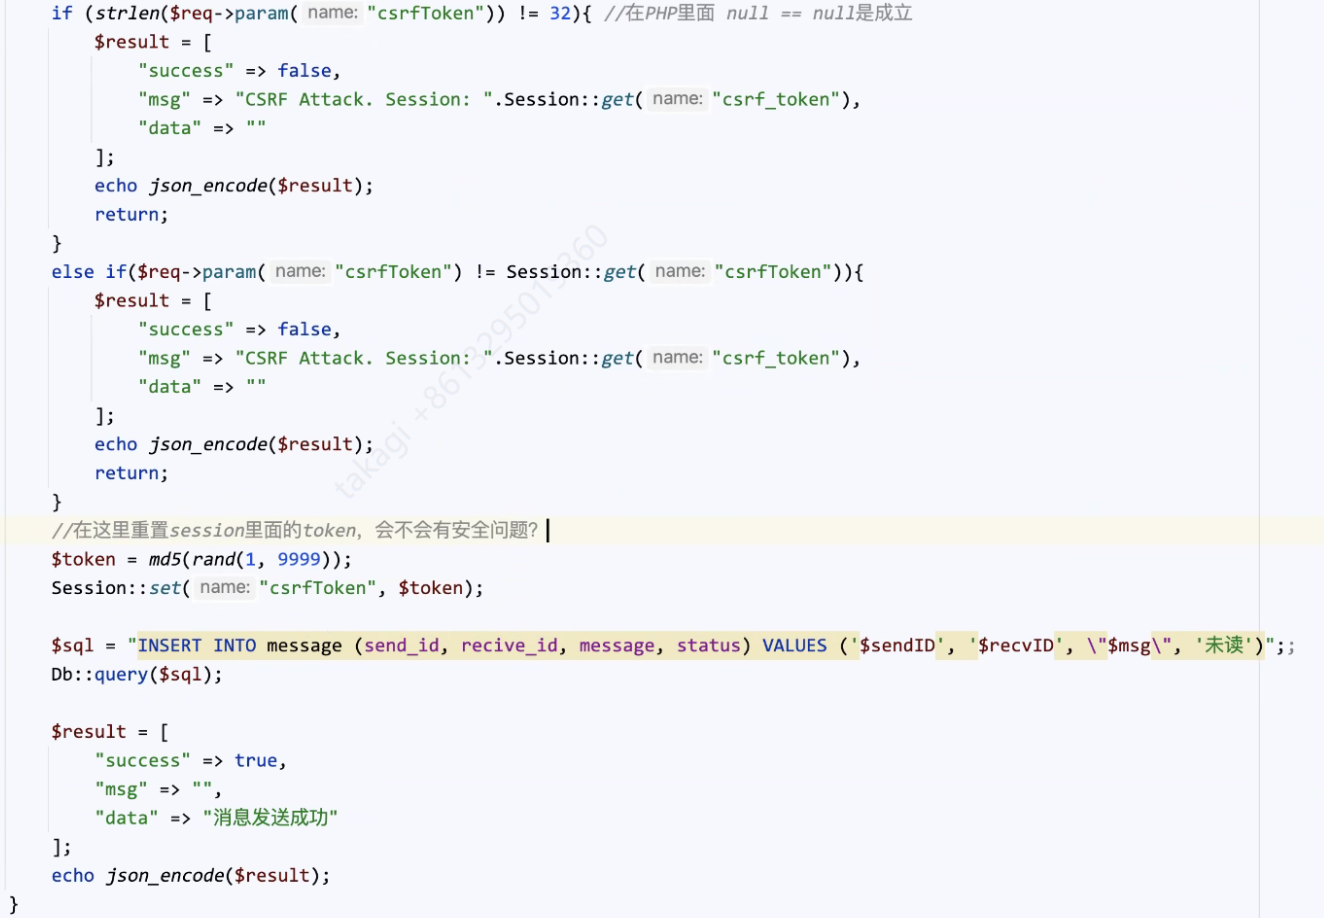 if (strlen($req->param( name: "csrfToken")) != 32){ //在PHP里面 null == null是成立
$result = [
"success" => false,
"msg" => "CSRF Attack. Session: ".Session::get( name: "csrf_token"),
"data" => ""
];
echo json_encode($result);
return;
}
else if($req->param( name: "csrfToken") != Session::get( name: "csrfToken")){
$result = [
"success" => false,
"msg" => "CSRF Attack. Session: ".Session::get( name: "csrf_token"),
"data" => ""
];
echo json_encode($result);
return;
}
//在这里重置session里面的token，会不会有安全问题？
$token = md5(rand(1, 9999));
Session::set( name: "csrfToken", $token);
$sql = "INSERT INTO message (send_id, recive_id, message, status) VALUES ('$sendID', '$recvID', \"$msg\", '未读')";;
Db::query($sql);
$result = [
"success" => true,
"msg" => "",
"data" => "消息发送成功"
];
echo json_encode($result);
}